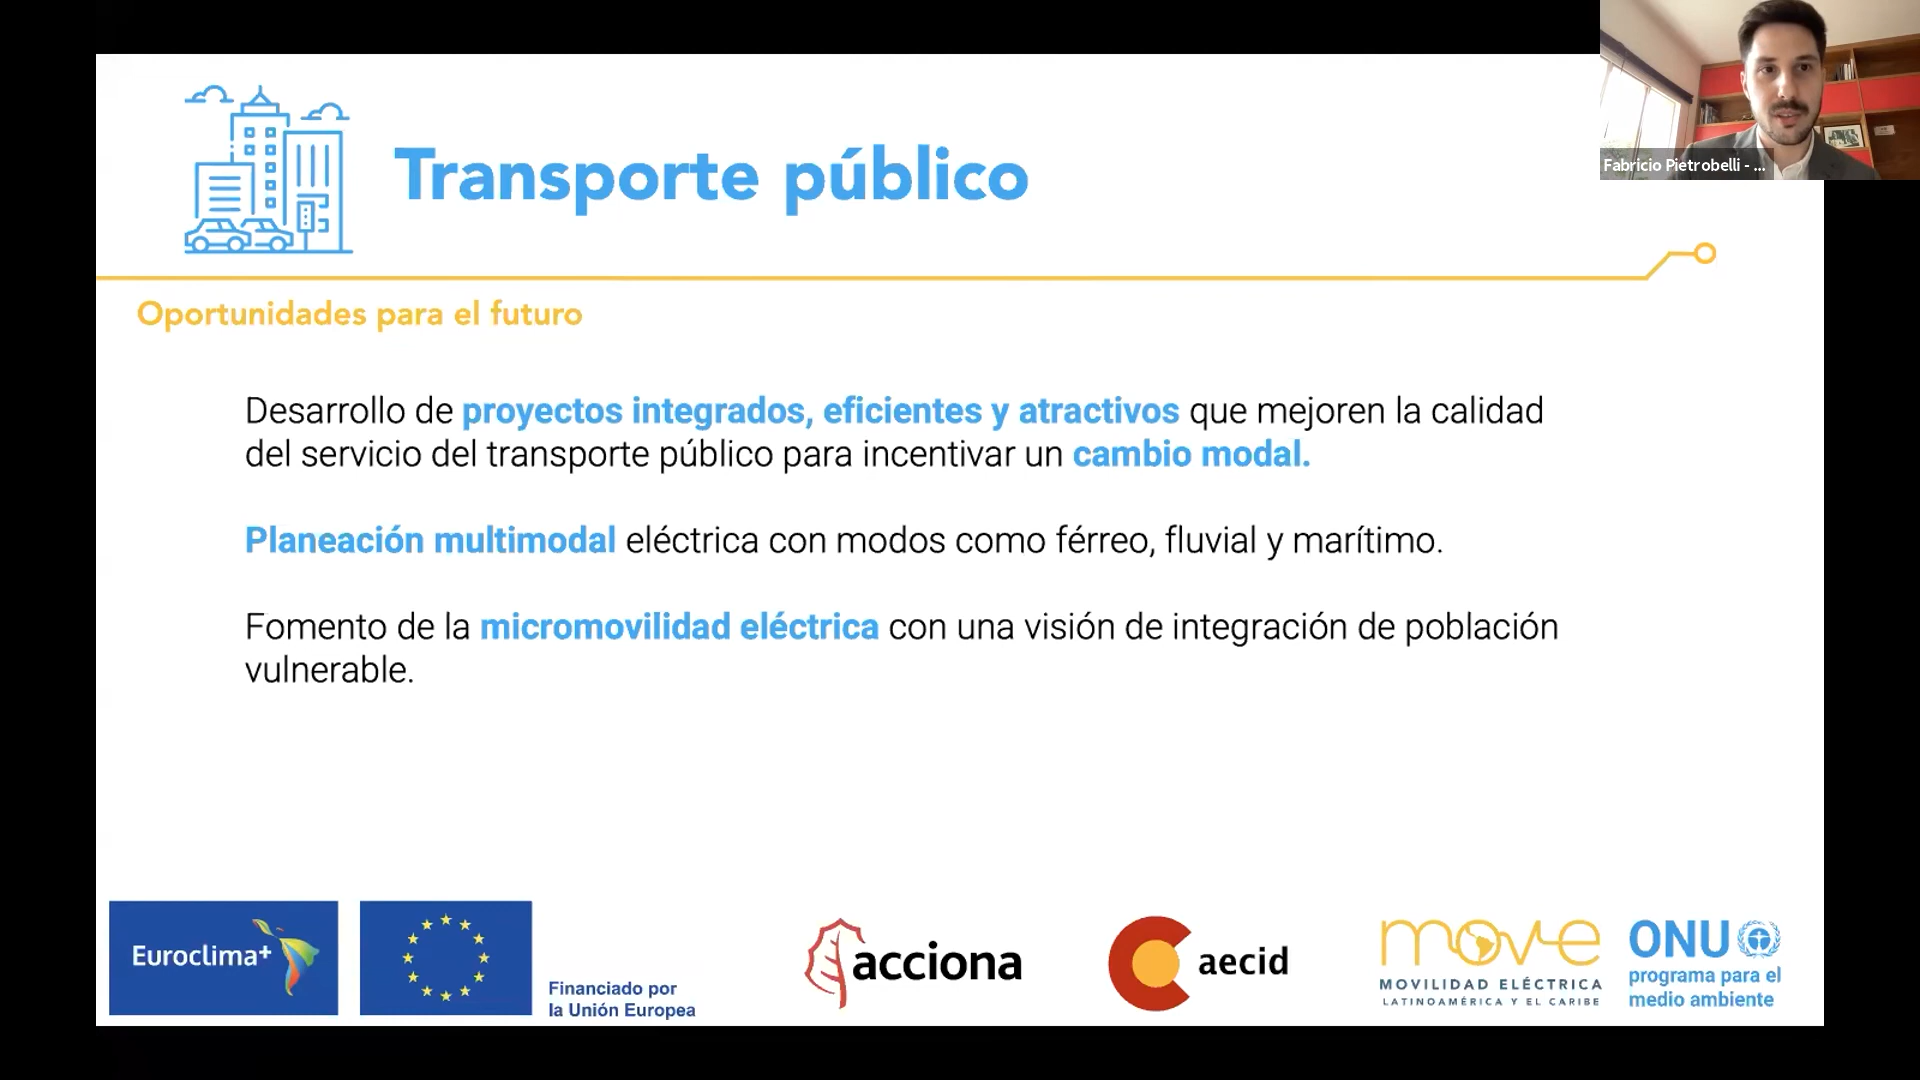 Fabricio Pietrobelli - ...
Transporte público
Oportunidades para el futuro
Desarrollo de proyectos integrados, eficientes y atractivos que mejoren la calidad
del servicio del transporte público para incentivar un cambio modal.
Planeación multimodal eléctrica con modos como férreo, fluvial y marítimo.
Fomento de la micromovilidad eléctrica con una visión de integración de población
vulnerable.
Euroclima+
Financiado por
la Unión Europea
acciona
aecid
move
MOVILIDAD ELÉCTRICA
LATINOAMÉRICA Y EL CARIBE
ONU
programa para el
medio ambiente